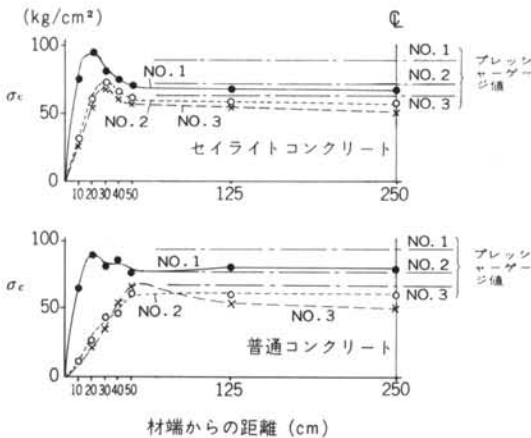 (kg/cm²)
℄
100
NO.1
NO.1
NO.2
プレッシャーゲージ値
σc
50
NO.2
NO.3
NO.3
セイライトコンクリート
0
10 20 30 40 50
125
250
100
NO.1
NO.1
NO.2
プレッシャーゲージ値
σc
50
NO.2
NO.3
NO.3
普通コンクリート
0
10 20 30 40 50
125
250
材端からの距離 (cm)